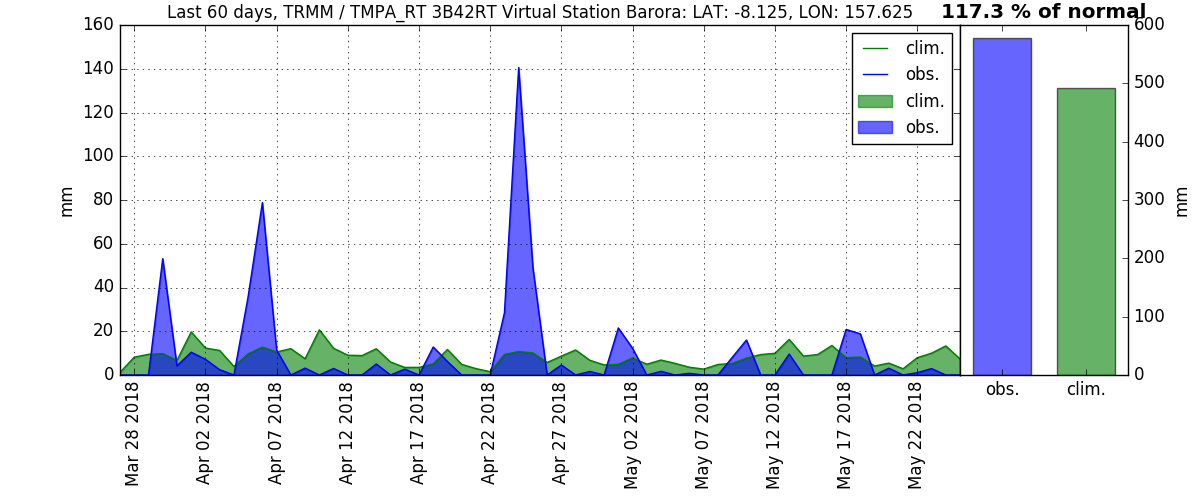 Last 60 days, TRMM / TMPA_RT 3B42RT Virtual Station Barora: LAT: -8.125, LON: 157.625
117.3 % of normal
160
140
120
100
80
60
40
20
0
mm
clim.
obs.
clim.
obs.
Mar 28 2018
Apr 02 2018
Apr 07 2018
Apr 12 2018
Apr 17 2018
Apr 22 2018
Apr 27 2018
May 02 2018
May 07 2018
May 12 2018
May 17 2018
May 22 2018
600
500
400
300
200
100
0
mm
obs.
clim.